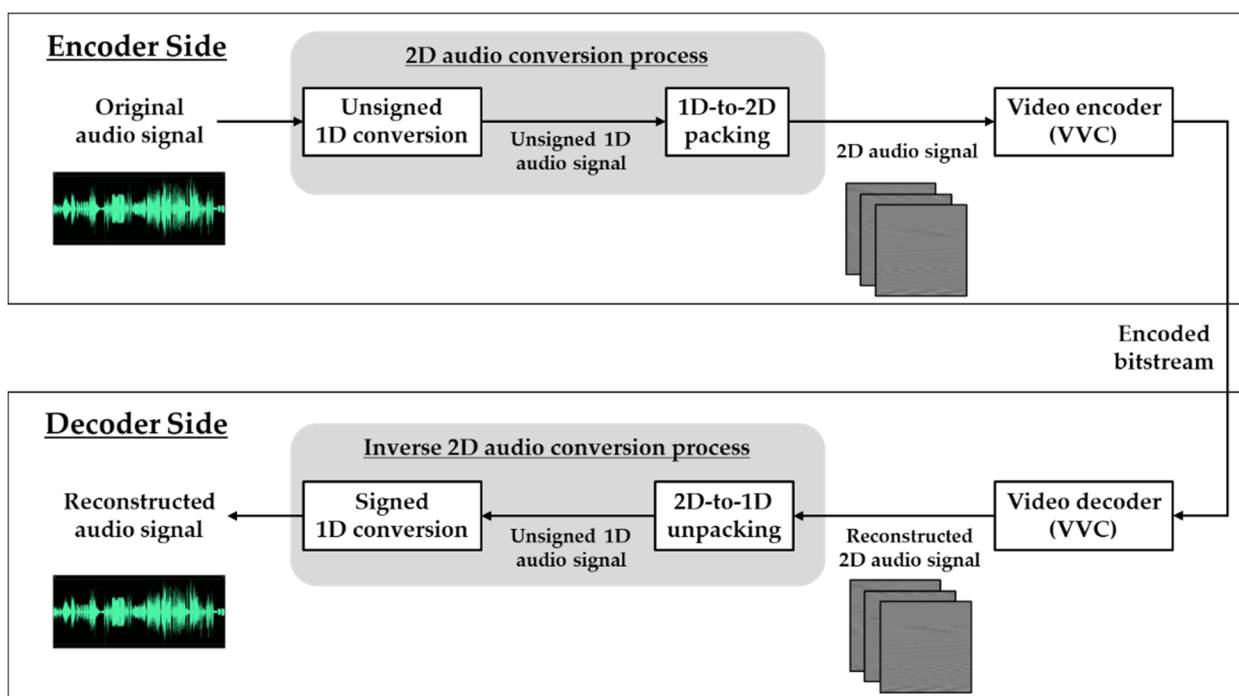 Encoder Side
2D audio conversion process
Original
audio signal
Unsigned
1D conversion
Unsigned 1D
audio signal
1D-to-2D
packing
2D audio signal
Video encoder
(VVC)
Encoded
bitstream
Decoder Side
Inverse 2D audio conversion process
Reconstructed
audio signal
Signed
1D conversion
Unsigned 1D
audio signal
2D-to-1D
unpacking
Reconstructed
2D audio signal
Video decoder
(VVC)